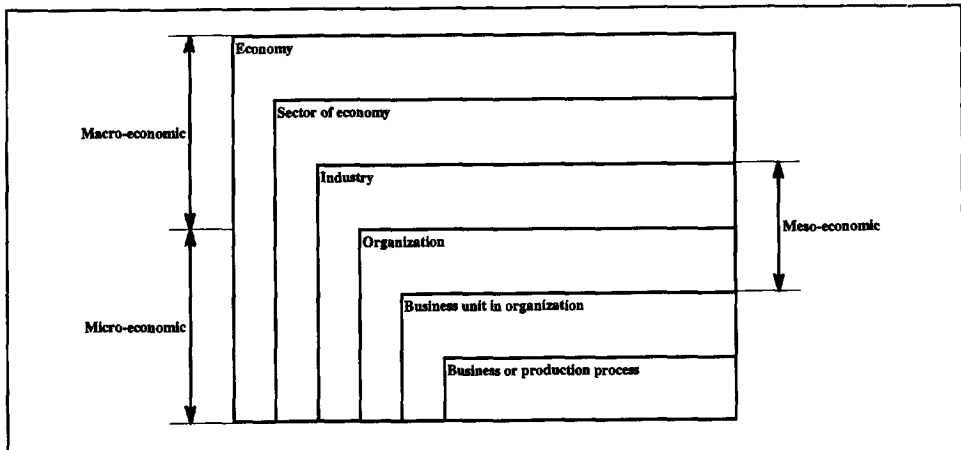 Economy
Sector of economy
Macro-economic
Industry
Organization
Meso-economic
Business unit in organization
Micro-economic
Business or production process